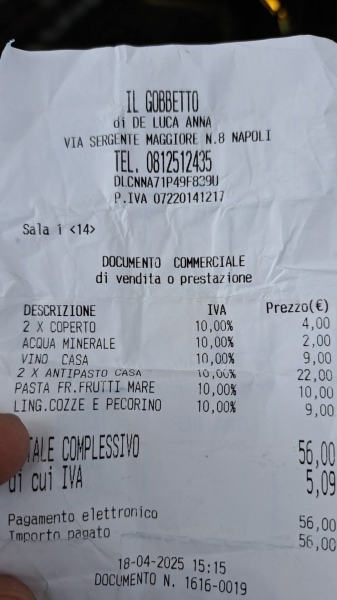 IL GOBBETTO
di DE LUCA ANNA
VIA SERGENTE MAGGIORE N.8 NAPOLI
TEL. 0812512435
DLCNNA71P49F839U
P.IVA 07220141217
Sala 1 <14>
DOCUMENTO COMMERCIALE
di vendita o prestazione
DESCRIZIONE IVA Prezzo(€)
2 X COPERTO 10,00% 4,00
ACQUA MINERALE 10,00% 2,00
VINO CASA 10,00% 9,00
2 X ANTIPASTO CASA 10,00% 22,00
PASTA FR.FRUTTI MARE 10,00% 10,00
LING.COZZE E PECORINO 10,00% 9,00
TALE COMPLESSIVO 56,00
di cui IVA 5,09
Pagamento elettronico 56,00
Importo pagato 56,00
18-04-2025 15:15
DOCUMENTO N. 1616-0019